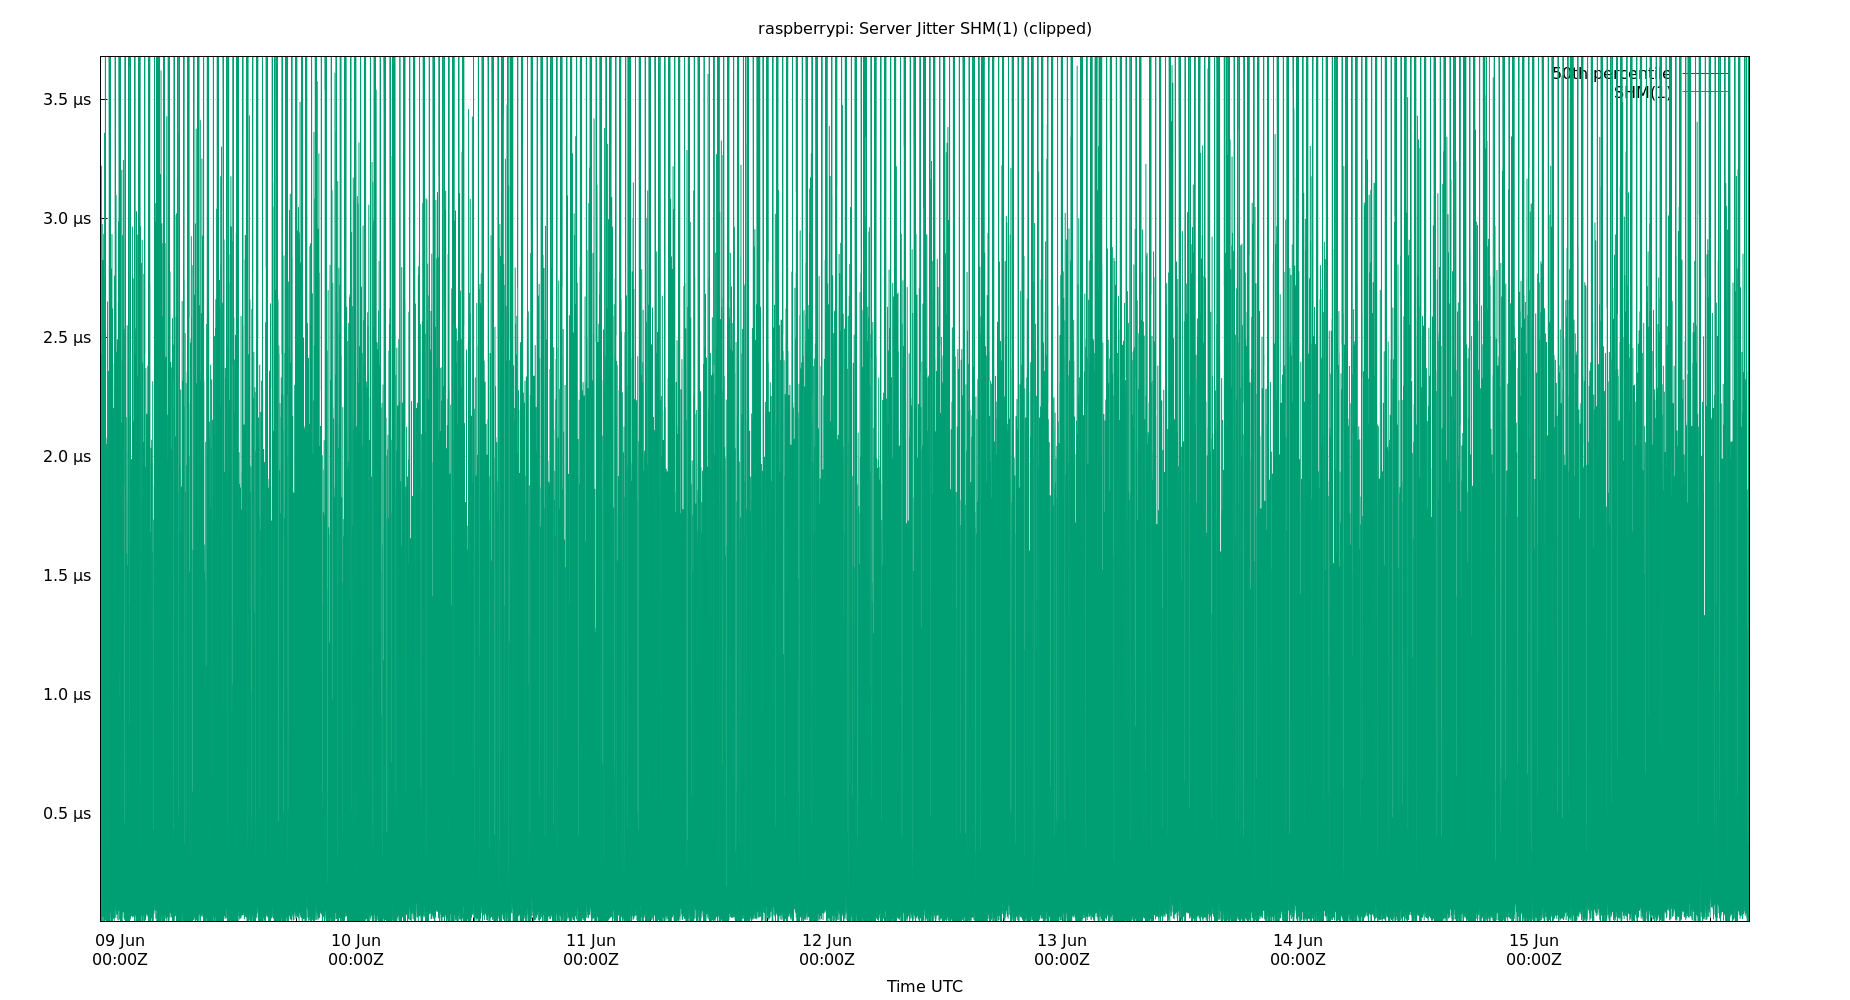 raspberrypi: Server Jitter SHM(1) (clipped)
50th percentile
SHM(1)
3.5 µs
3.0 µs
2.5 µs
2.0 µs
1.5 µs
1.0 µs
0.5 µs
09 Jun 10 Jun 11 Jun 12 Jun 13 Jun 14 Jun 15 Jun
00:00Z 00:00Z 00:00Z 00:00Z 00:00Z 00:00Z 00:00Z
Time UTC